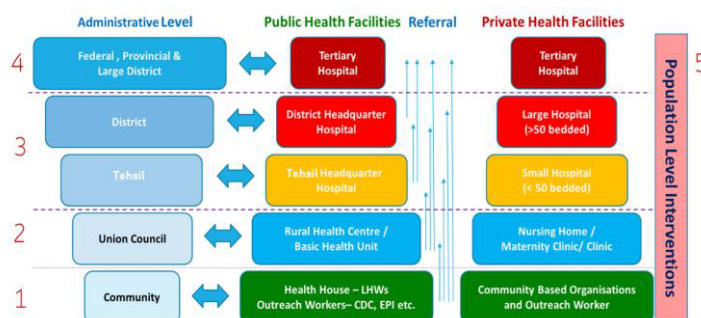 Administrative Level
Public Health Facilities
Referral
Private Health Facilities
4
Federal , Provincial &
Large District
Tertiary
Hospital
Tertiary
Hospital
3
District
District Headquarter
Hospital
Large Hospital
(>50 bedded)
Tehsil
Tehsil Headquarter
Hospital
Small Hospital
(< 50 bedded)
2
Union Council
Rural Health Centre /
Basic Health Unit
Nursing Home /
Maternity Clinic/ Clinic
1
Community
Health House – LHWs
Outreach Workers– CDC, EPI etc.
Community Based Organisations
and Outreach Worker
Population Level Interventions
5